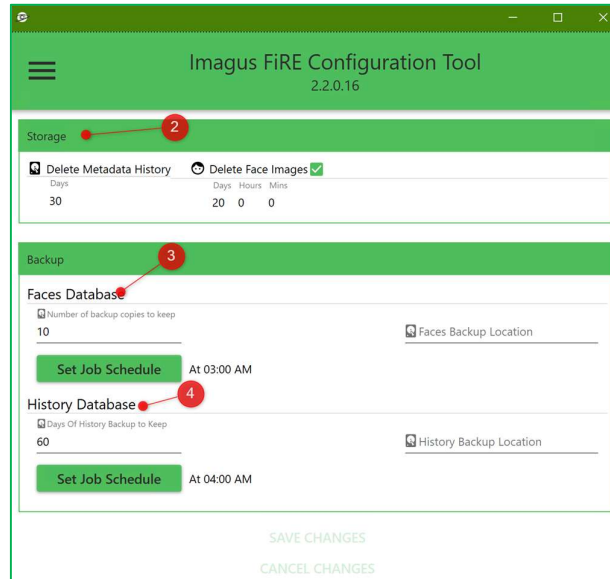 Imagus FiRE Configuration Tool
2.2.0.16
2
Storage
Delete Metadata History Delete Face Images
Days Days Hours Mins
30 20 0 0
3
Backup
Faces Database
Number of backup copies to keep
10 Faces Backup Location
Set Job Schedule At 03:00 AM
4
History Database
Days Of History Backup to Keep
60 History Backup Location
Set Job Schedule At 04:00 AM
SAVE CHANGES
CANCEL CHANGES